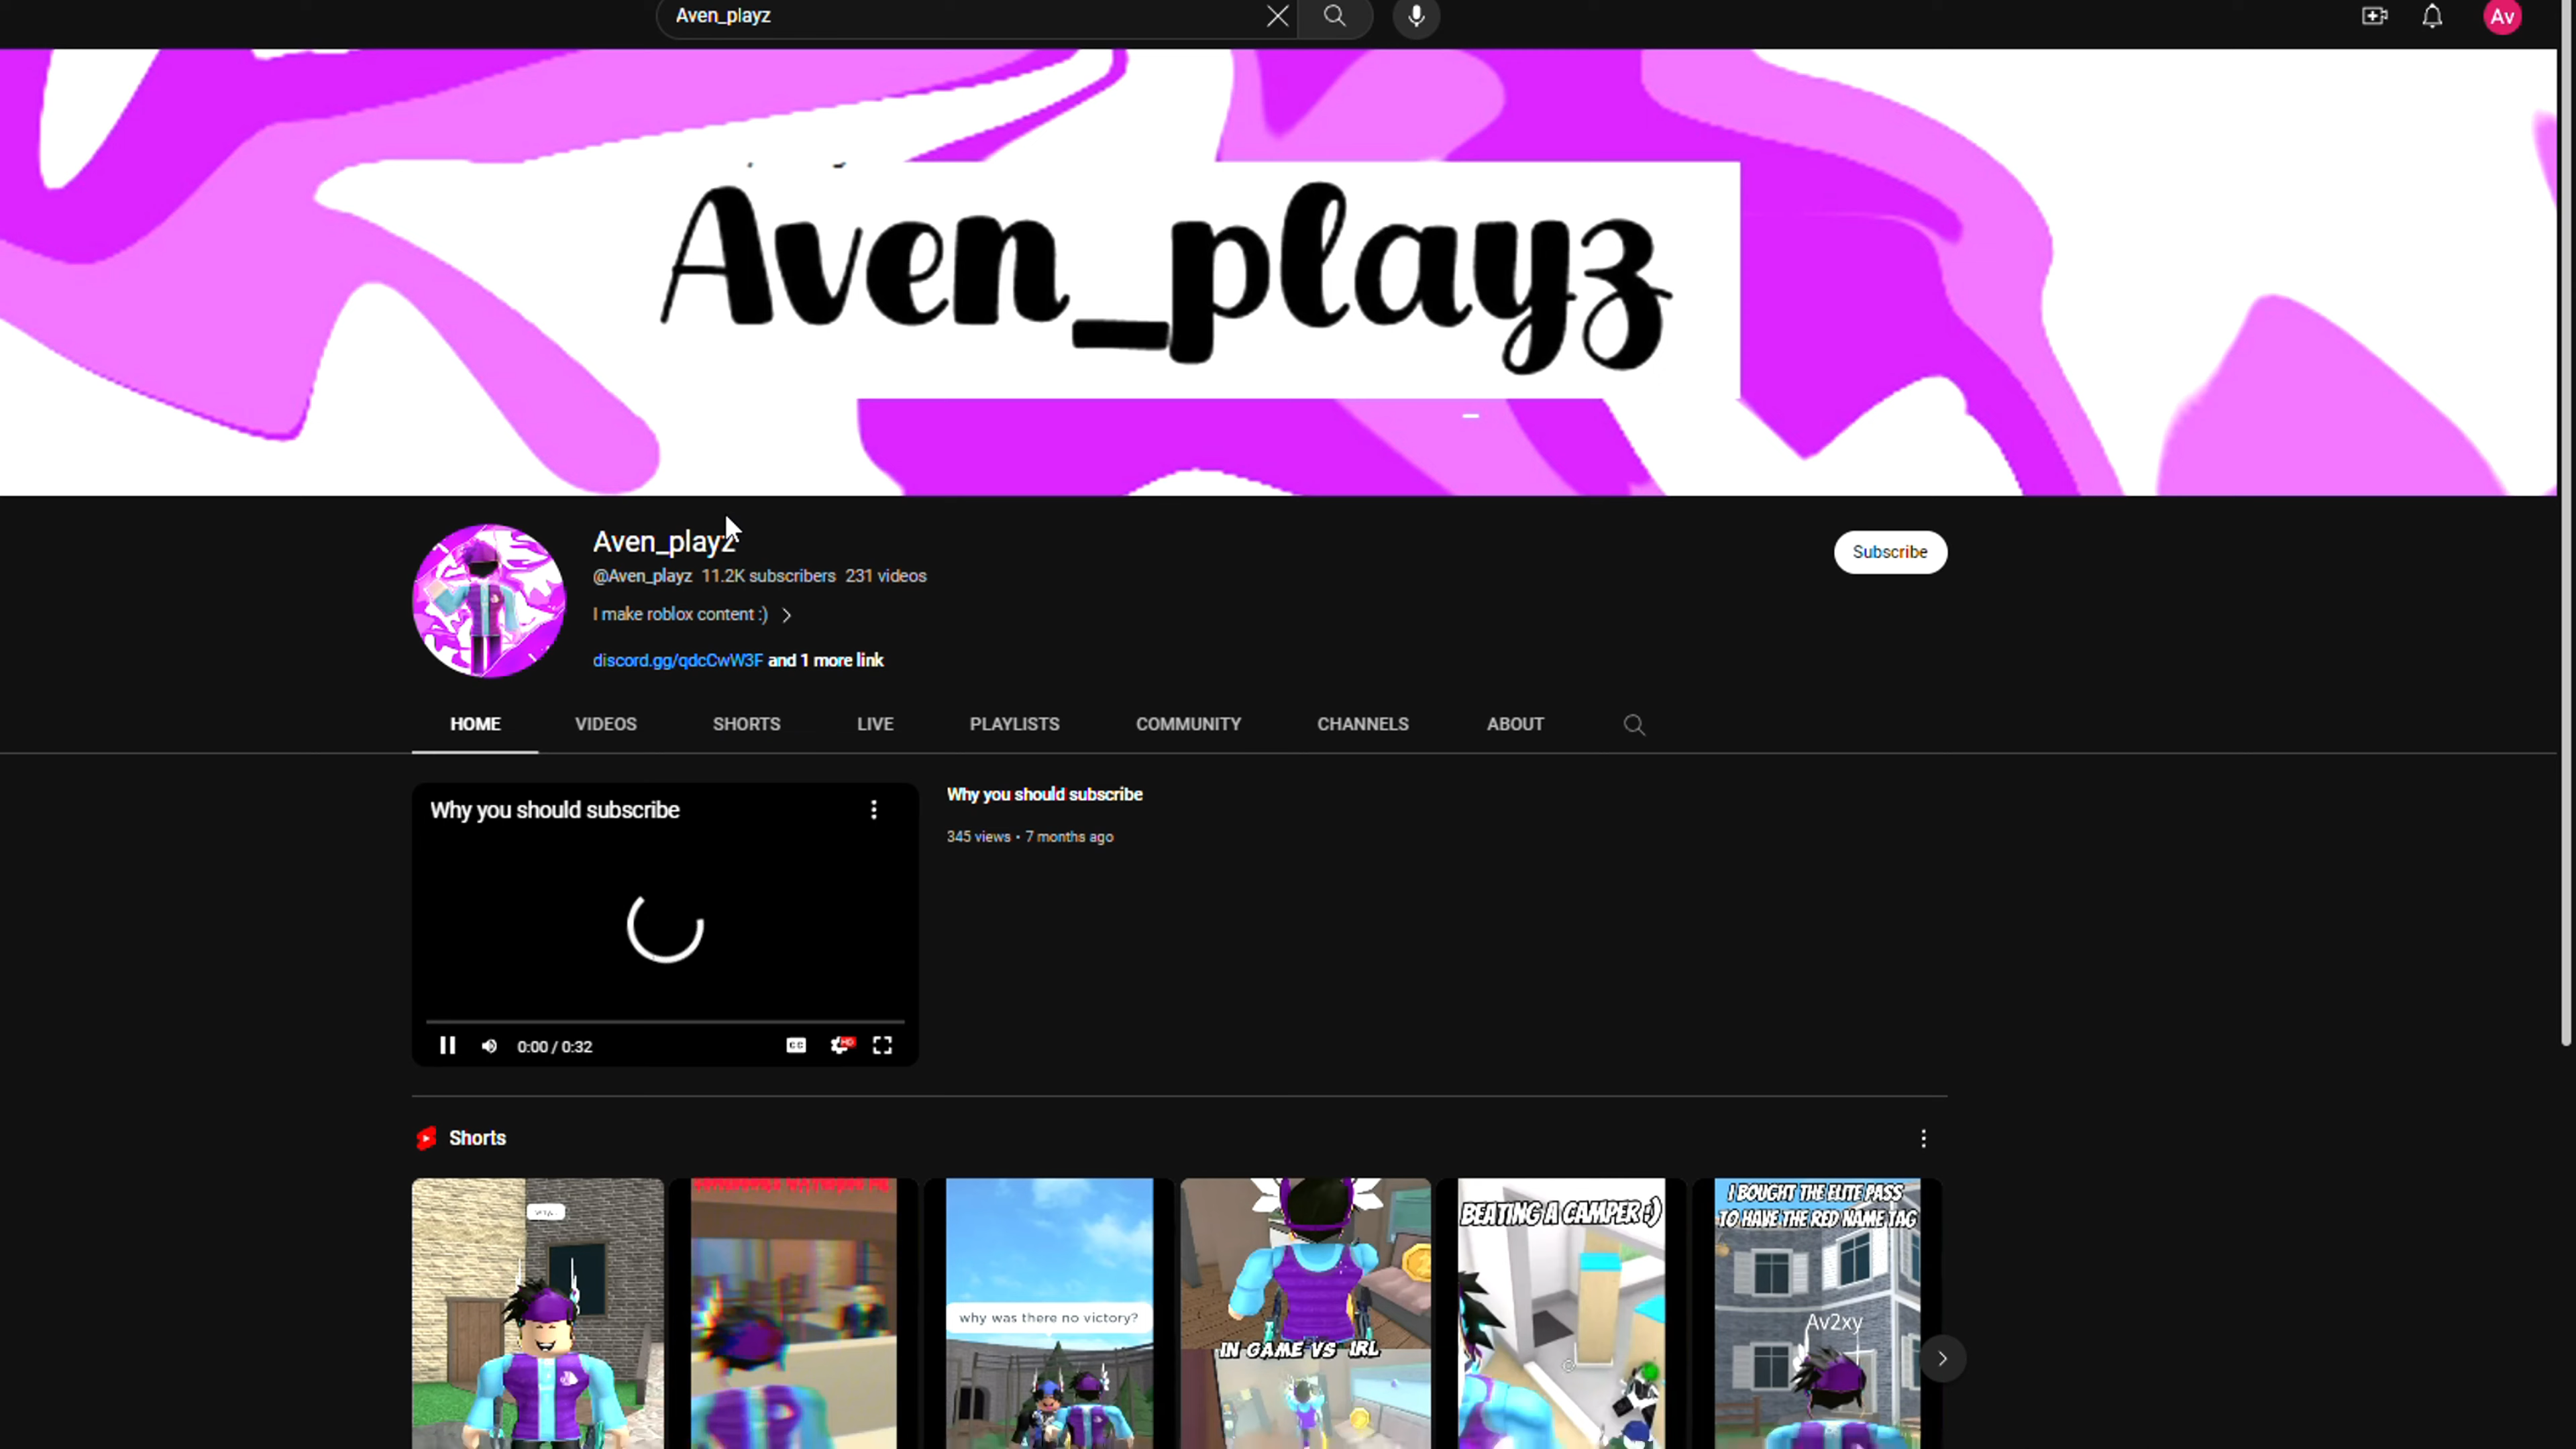 Aven_playz
Av
Aven_playz
Aven_playz
@Aven_playz 11.2K subscribers 231 videos
I make roblox content :)
discord.gg/qdcCwW3F and 1 more link
Subscribe
HOME VIDEOS SHORTS LIVE PLAYLISTS COMMUNITY CHANNELS ABOUT
Why you should subscribe
Why you should subscribe
345 views • 7 months ago
0:00 / 0:32
CC
HD
Shorts
why was there no victory?
IN GAME VS IRL
BEATING A CAMPER :)
I BOUGHT THE ELITE PASS
TO HAVE THE RED NAME TAG
Av2xy